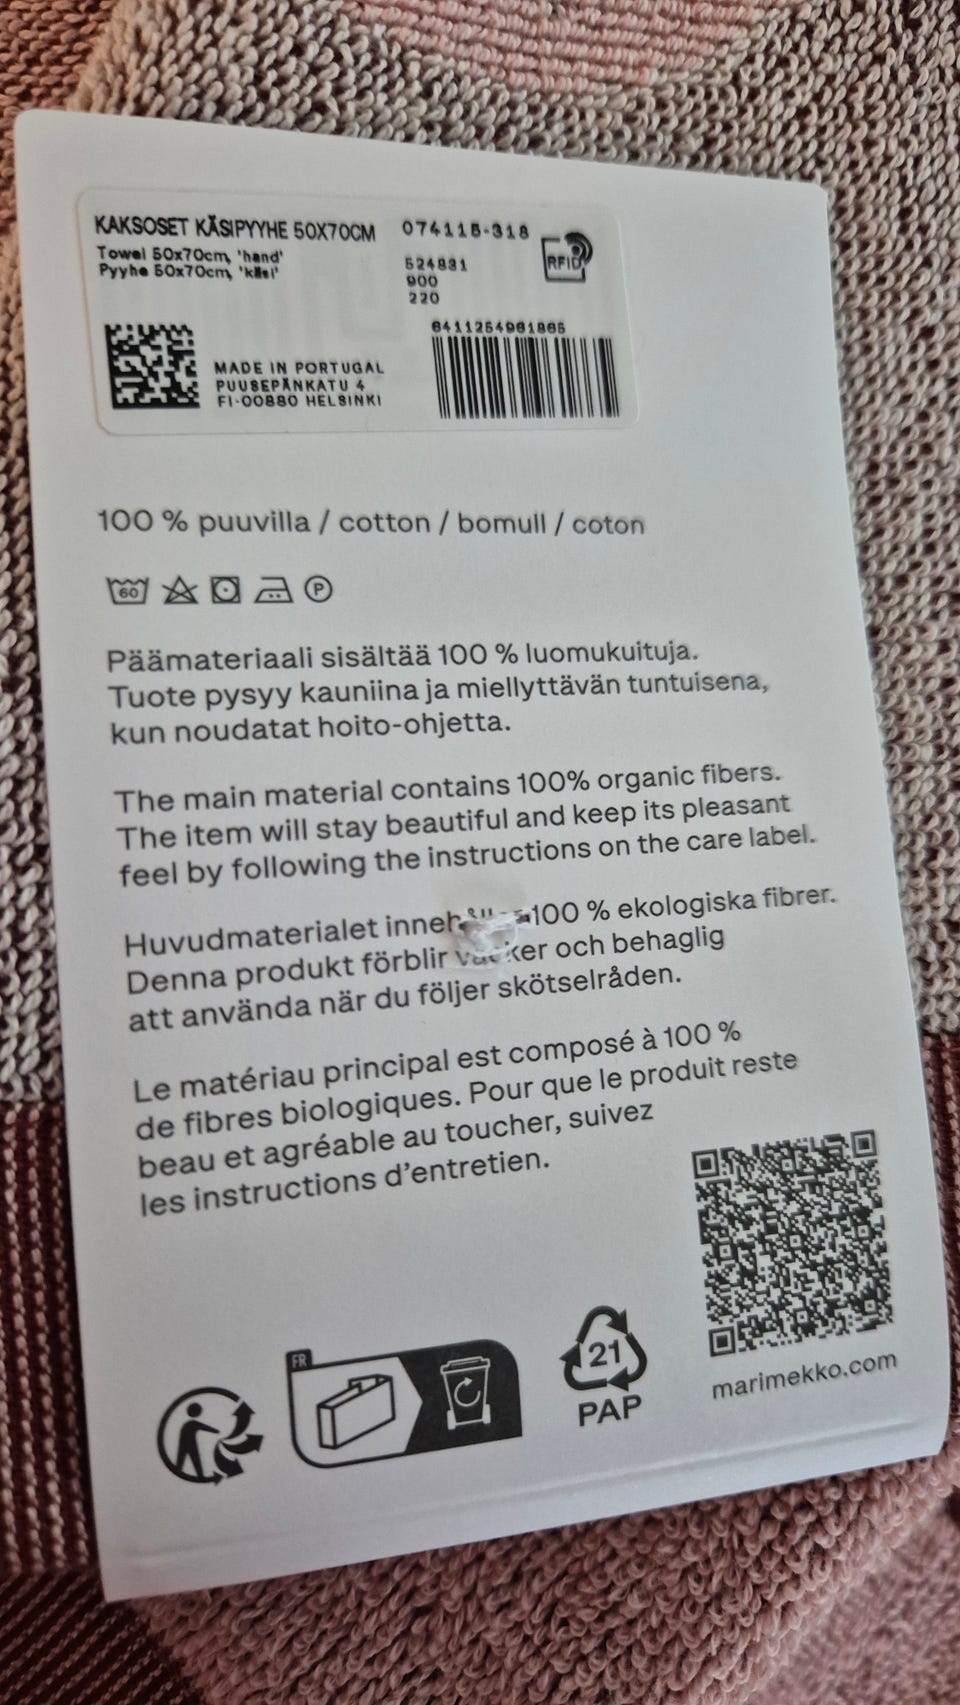 KAKSOSET KÄSIPYYHE 50X70CM
Towel 50x70cm, 'hand'
Pyyhe 50x70cm, 'käsi'
074115-318
524831
900
220
RFID
6411254961865
MADE IN PORTUGAL
PUUSEPÄNKATU 4
FI-00880 HELSINKI
100 % puuvilla / cotton / bomull / coton
60 P
Päämateriaali sisältää 100 % luomukuituja.
Tuote pysyy kauniina ja miellyttävän tuntuisena,
kun noudatat hoito-ohjetta.
The main material contains 100% organic fibers.
The item will stay beautiful and keep its pleasant
feel by following the instructions on the care label.
Huvudmaterialet innehåller 100 % ekologiska fibrer.
Denna produkt förblir vacker och behaglig
att använda när du följer skötselråden.
Le matériau principal est composé à 100 %
de fibres biologiques. Pour que le produit reste
beau et agréable au toucher, suivez
les instructions d'entretien.
FR
21
PAP
marimekko.com